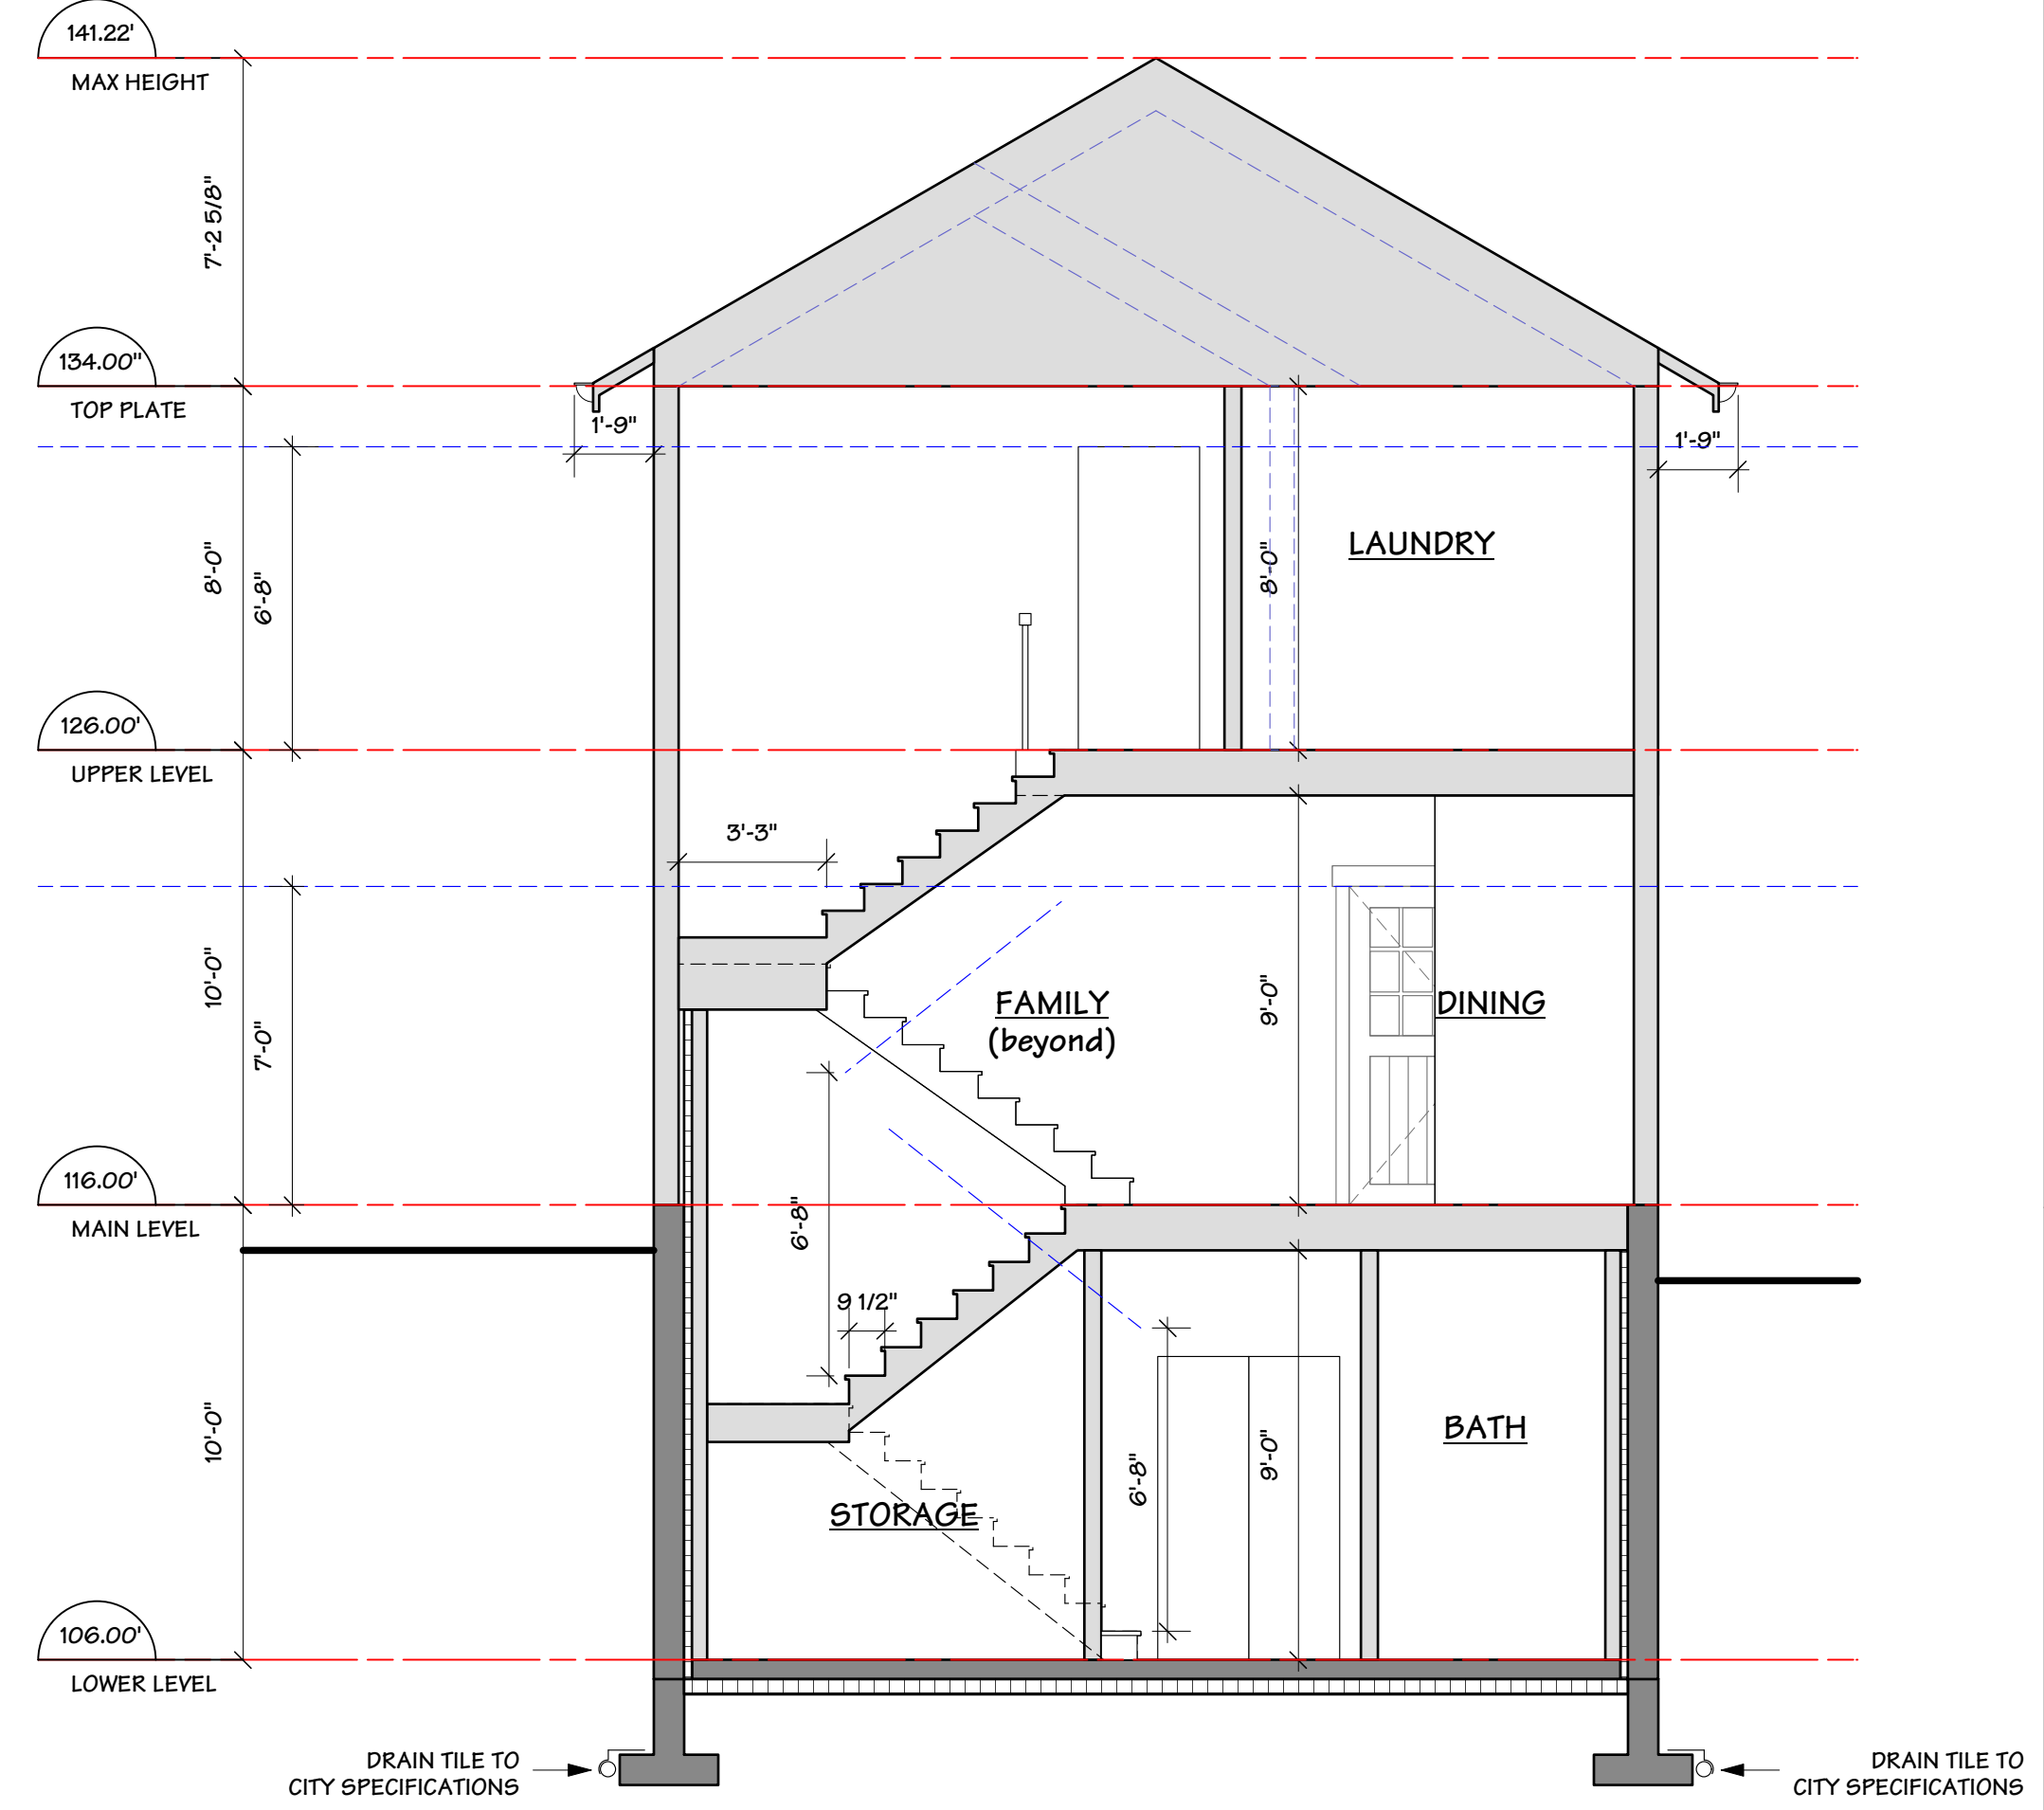 141.22'
MAX HEIGHT
7'-2 5/8"
134.00"
TOP PLATE
1'-9"
1'-9"
8'-0"
6'-8"
8'-0"
LAUNDRY
126.00'
UPPER LEVEL
3'-3"
10'-0"
7'-0"
FAMILY
(beyond)
9'-0"
DINING
116.00'
MAIN LEVEL
6'-8"
9 1/2"
10'-0"
STORAGE
6'-8"
9'-0"
BATH
106.00'
LOWER LEVEL
DRAIN TILE TO
CITY SPECIFICATIONS
DRAIN TILE TO
CITY SPECIFICATIONS